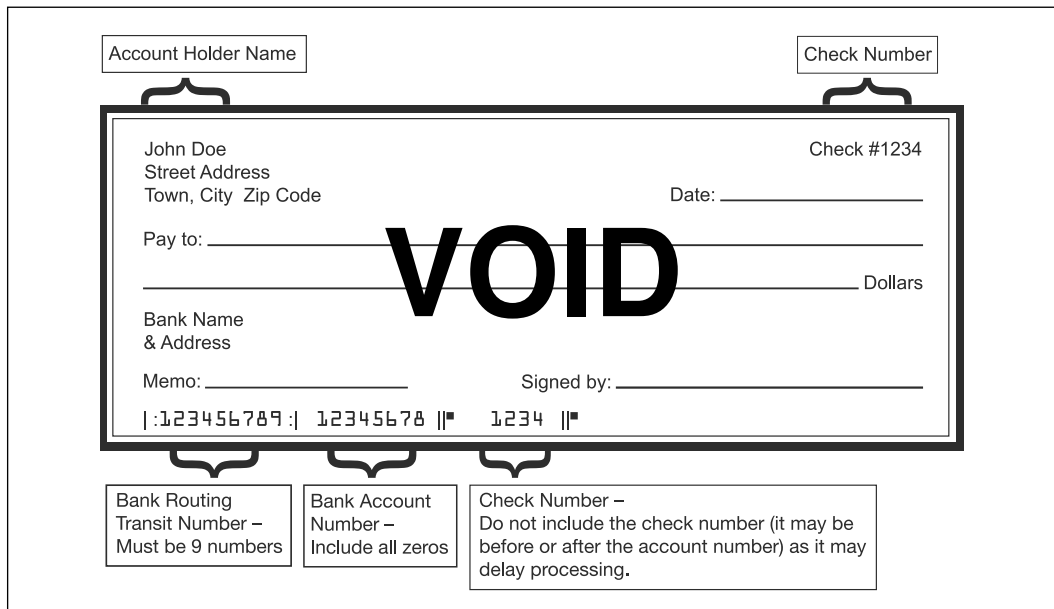 Account Holder Name
Check Number
John Doe
Check #1234
Street Address
Town, City Zip Code
Date:
Pay to:
VOID
Dollars
Bank Name
& Address
Memo:
Signed by:
|:123456789:| 12345678 ||▪ 1234 ||▪
Bank Routing
Transit Number –
Must be 9 numbers
Bank Account
Number –
Include all zeros
Check Number –
Do not include the check number (it may be
before or after the account number) as it may
delay processing.